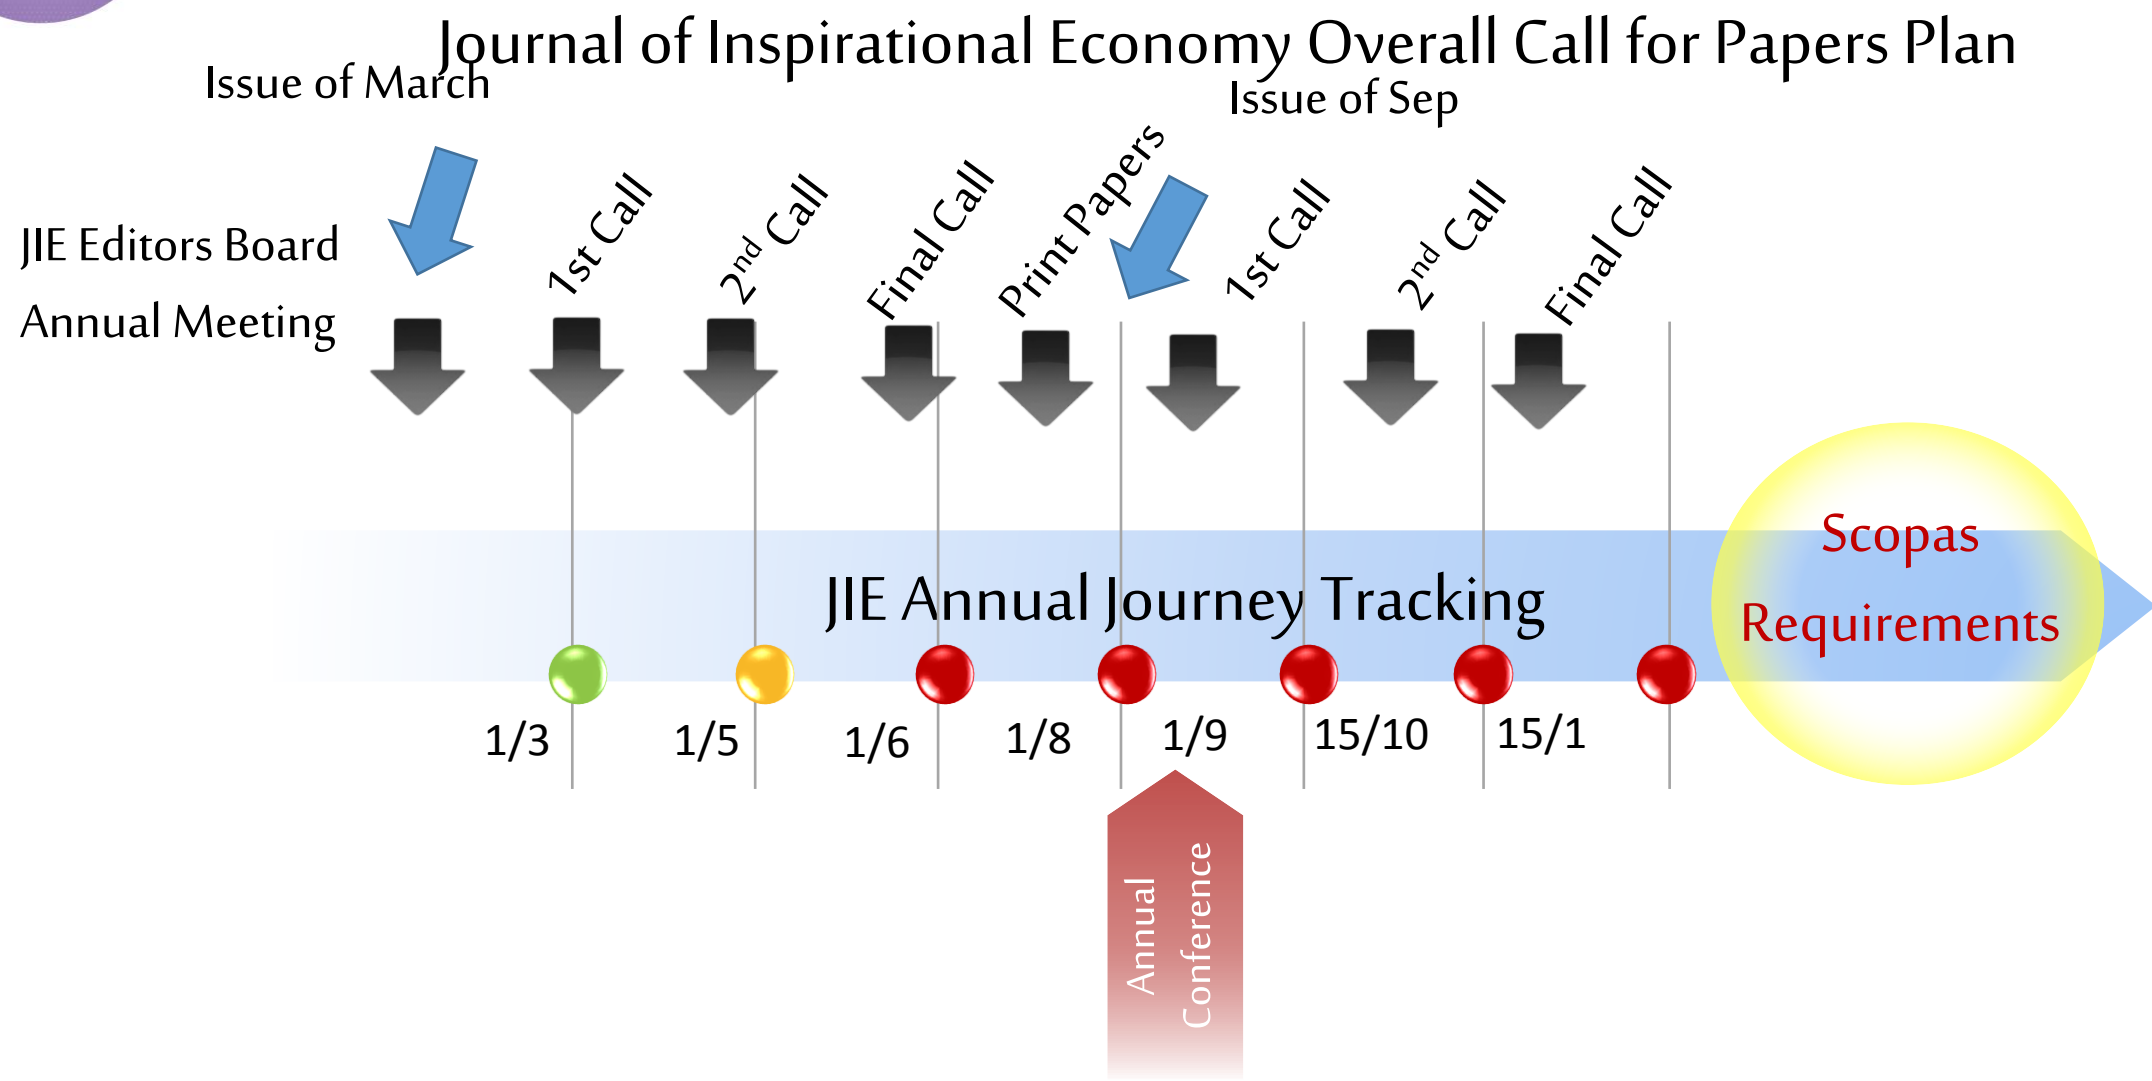 Journal of Inspirational Economy Overall Call for Papers Plan
Issue of March
Issue of Sep
JIE Editors Board
Annual Meeting
1st Call
2nd Call
Final Call
Print Papers
1st Call
2nd Call
Final Call
JIE Annual Journey Tracking
Scopas
Requirements
1/3
1/5
1/6
1/8
1/9
15/10
15/1
Annual
Conference